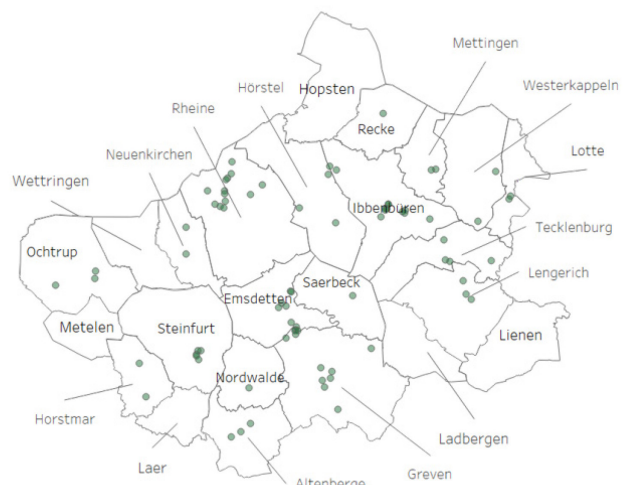 Mettingen
Hörstel
Hopsten
Westerkappeln
Rheine
Recke
Neuenkirchen
Lotte
Wettringen
Ibbenbüren
Tecklenburg
Ochtrup
Saerbeck
Lengerich
Emsdetten
Metelen
Steinfurt
Lienen
Nordwalde
Horstmar
Ladbergen
Laer
Greven
Altenberge